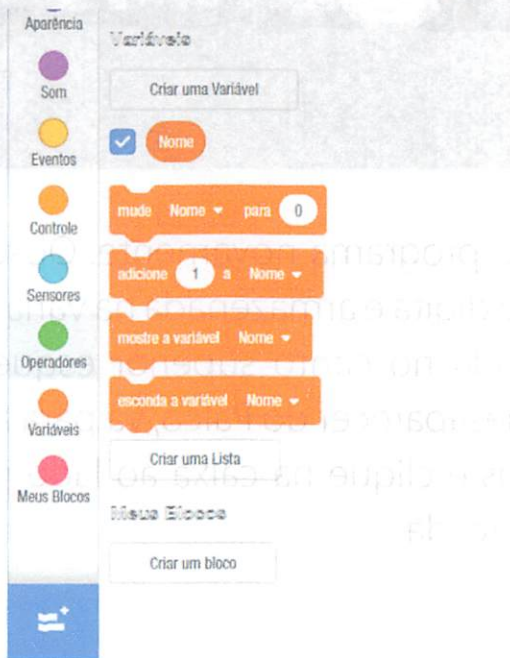 Aparência
Som
Eventos
Controle
Sensores
Operadores
Variáveis
Meus Blocos
Variáveis
Criar uma Variável
Nome
mude Nome para 0
adicione 1 a Nome
mostre a variável Nome
esconda a variável Nome
Criar uma Lista
Meus Blocos
Criar um bloco